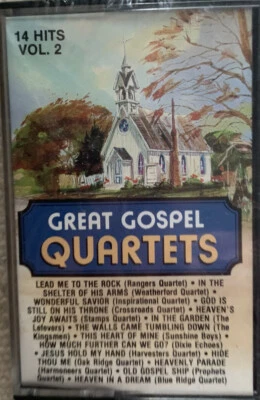 14 HITS
VOL. 2
GREAT GOSPEL
QUARTETS
LEAD ME TO THE ROCK (Rangers Quartet) • IN THE
SHELTER OF HIS ARMS (Weatherford Quartet) •
WONDERFUL SAVIOR (Inspirational Quartet) • GOD IS
STILL ON HIS THRONE (Crossroads Quartet) • HEAVEN'S
JOY AWAITS (Stamps Quartet) • IN THE GARDEN (The
Lefevers) • THE WALLS CAME TUMBLING DOWN (The
Kingsmen) • THIS HEART OF MINE (Sunshine Boys) •
HOW MUCH FURTHER CAN WE GO? (Dixie Echoes)
• JESUS HOLD MY HAND (Harvesters Quartet) • HIDE
THOU ME (Oak Ridge Quartet) • HEAVENLY PARADE
(Harmoneers Quartet) • OLD GOSPEL SHIP (Prophets
Quartet) • HEAVEN IN A DREAM (Blue Ridge Quartet)